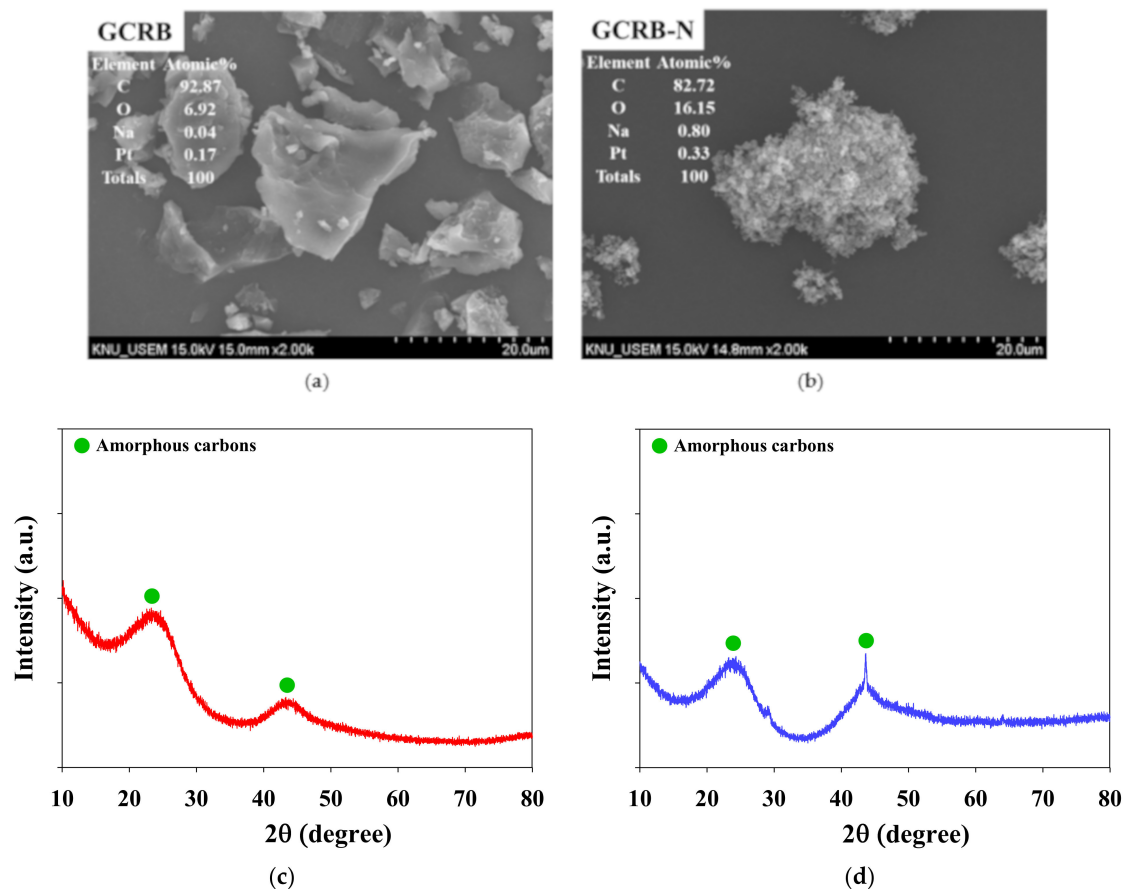 GCRB
Element Atomic%
C 92.87
O 6.92
Na 0.04
Pt 0.17
Totals 100
KNU_USEM 15.0kV 15.0mm x2.00k 20.0um
(a)
GCRB-N
Element Atomic%
C 82.72
O 16.15
Na 0.80
Pt 0.33
Totals 100
KNU_USEM 15.0kV 14.8mm x2.00k 20.0um
(b)
Amorphous carbons
Intensity (a.u.)
10 20 30 40 50 60 70 80
2θ (degree)
(c)
Amorphous carbons
Intensity (a.u.)
10 20 30 40 50 60 70 80
2θ (degree)
(d)